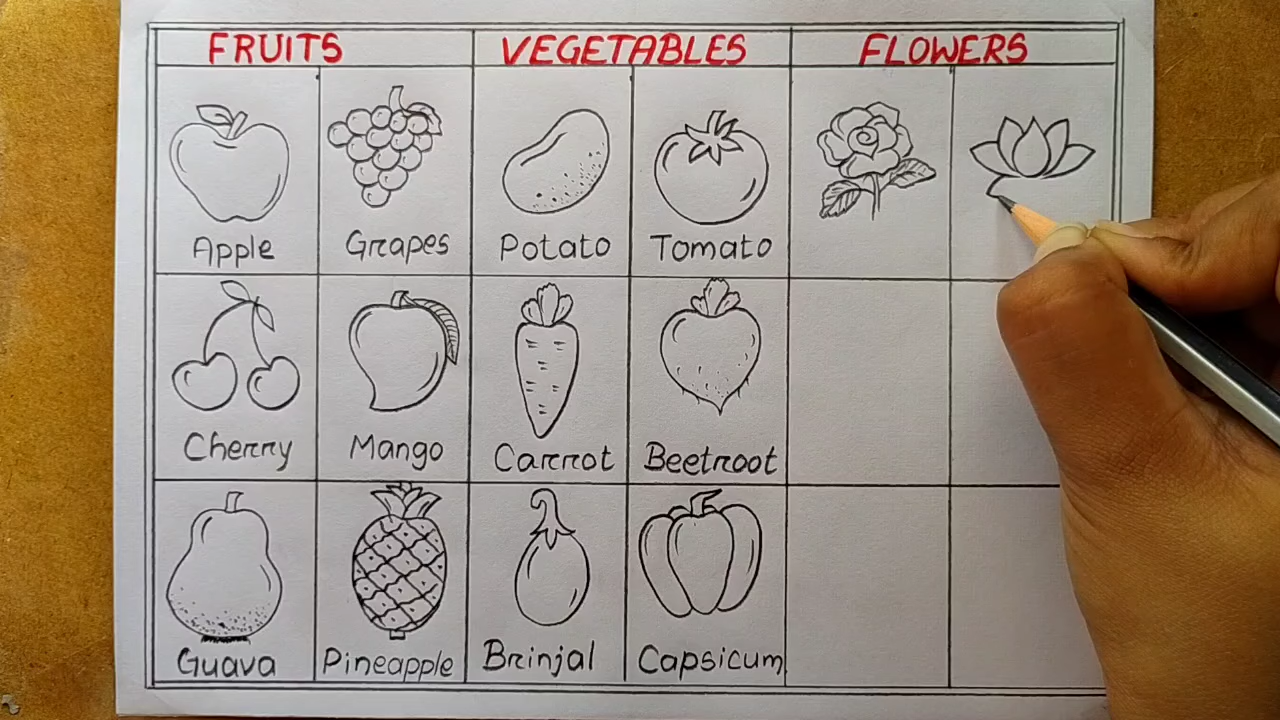 FRUITS VEGETABLES FLOWERS
Apple Grapes Potato Tomato
Cherry Mango Carrot Beetroot
Guava Pineapple Brinjal Capsicum